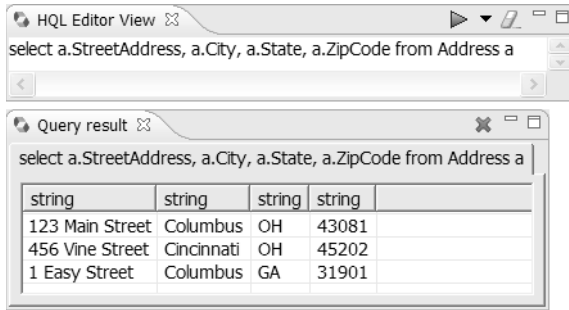 HQL Editor View
select a.StreetAddress, a.City, a.State, a.ZipCode from Address a
Query result
select a.StreetAddress, a.City, a.State, a.ZipCode from Address a
string string string string
123 Main Street Columbus OH 43081
456 Vine Street Cincinnati OH 45202
1 Easy Street Columbus GA 31901